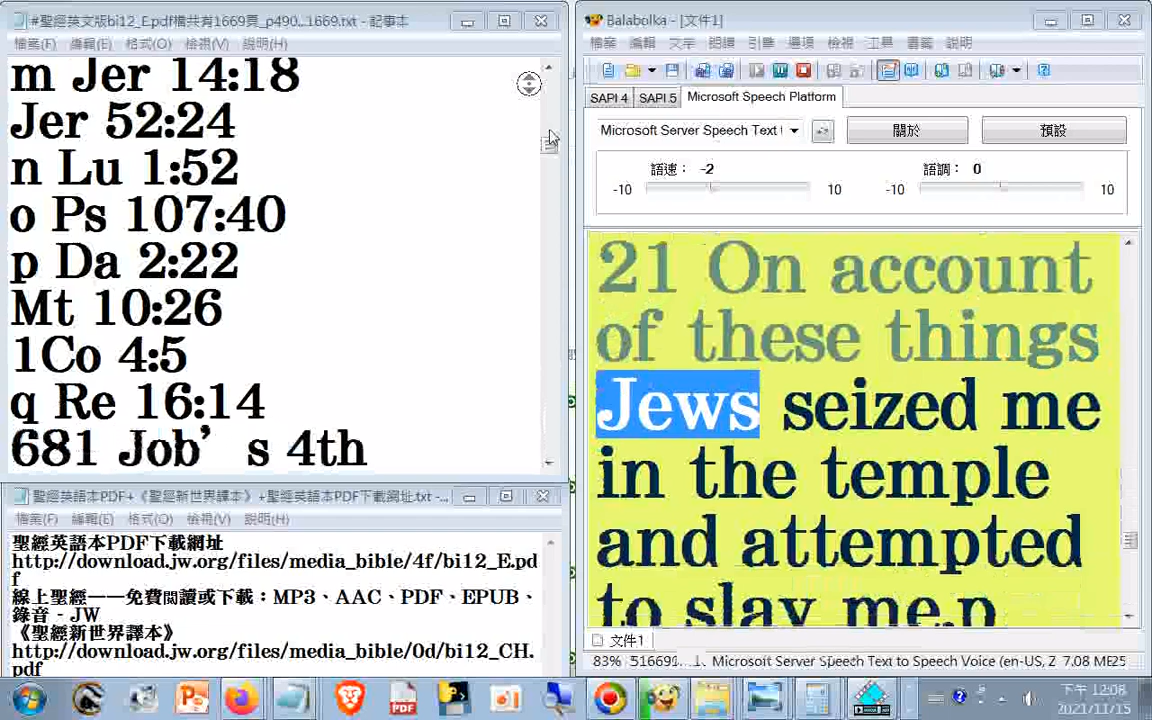 #聖經英文版bi12_E.pdf檔共有1669頁_p490...1669.txt - 記事本
檔案(F) 編輯(E) 格式(O) 檢視(V) 說明(H)
m Jer 14:18
Jer 52:24
n Lu 1:52
o Ps 107:40
p Da 2:22
Mt 10:26
1Co 4:5
q Re 16:14
681 Job’s 4th
聖經英語本PDF+《聖經新世界譯本》+聖經英語本PDF下載網址.txt -...
檔案(F) 編輯(E) 格式(O) 檢視(V) 說明(H)
聖經英語本PDF下載網址
http://download.jw.org/files/media_bible/4f/bi12_E.pd
f
線上聖經——免費閱讀或下載：MP3、AAC、PDF、EPUB、
錄音 - JW
《聖經新世界譯本》
http://download.jw.org/files/media_bible/0d/bi12_CH.
pdf
Balabolka - [文件1]
檔案 編輯 文字 朗讀 引擎 選項 檢視 工具 書籤 說明
SAPI 4 SAPI 5 Microsoft Speech Platform
Microsoft Server Speech Text 關於 預設
語速： -2 語調： 0
-10 10 -10 10
21 On account
of these things
Jews seized me
in the temple
and attempted
to slay me.p
文件1
83% Microsoft Server Speech Text to Speech Voice (en-US, Z 7.08 ME25
下午 12:08
2021/11/15